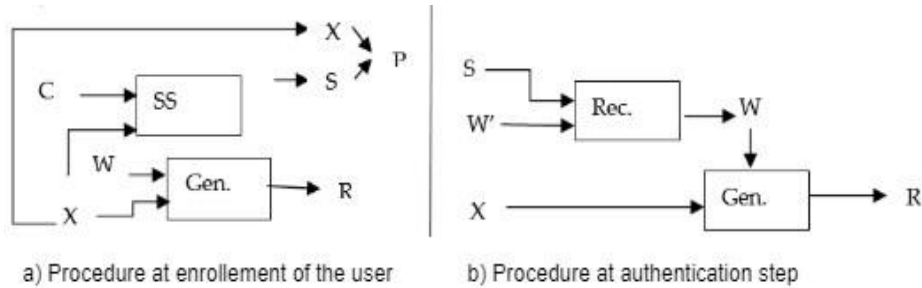 X
P
S
C
SS
W
Gen.
R
X
a) Procedure at enrollement of the user
S
Rec.
W
W'
Gen.
R
X
b) Procedure at authentication step